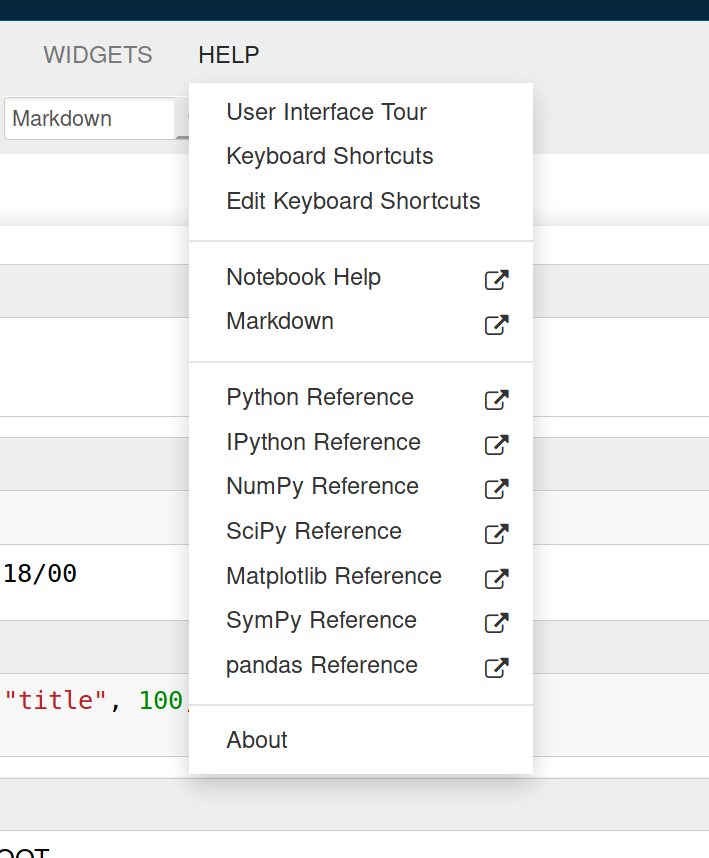 WIDGETS HELP
Markdown
User Interface Tour
Keyboard Shortcuts
Edit Keyboard Shortcuts
Notebook Help
Markdown
Python Reference
IPython Reference
NumPy Reference
SciPy Reference
18/00
Matplotlib Reference
SymPy Reference
pandas Reference
"title", 100,
About